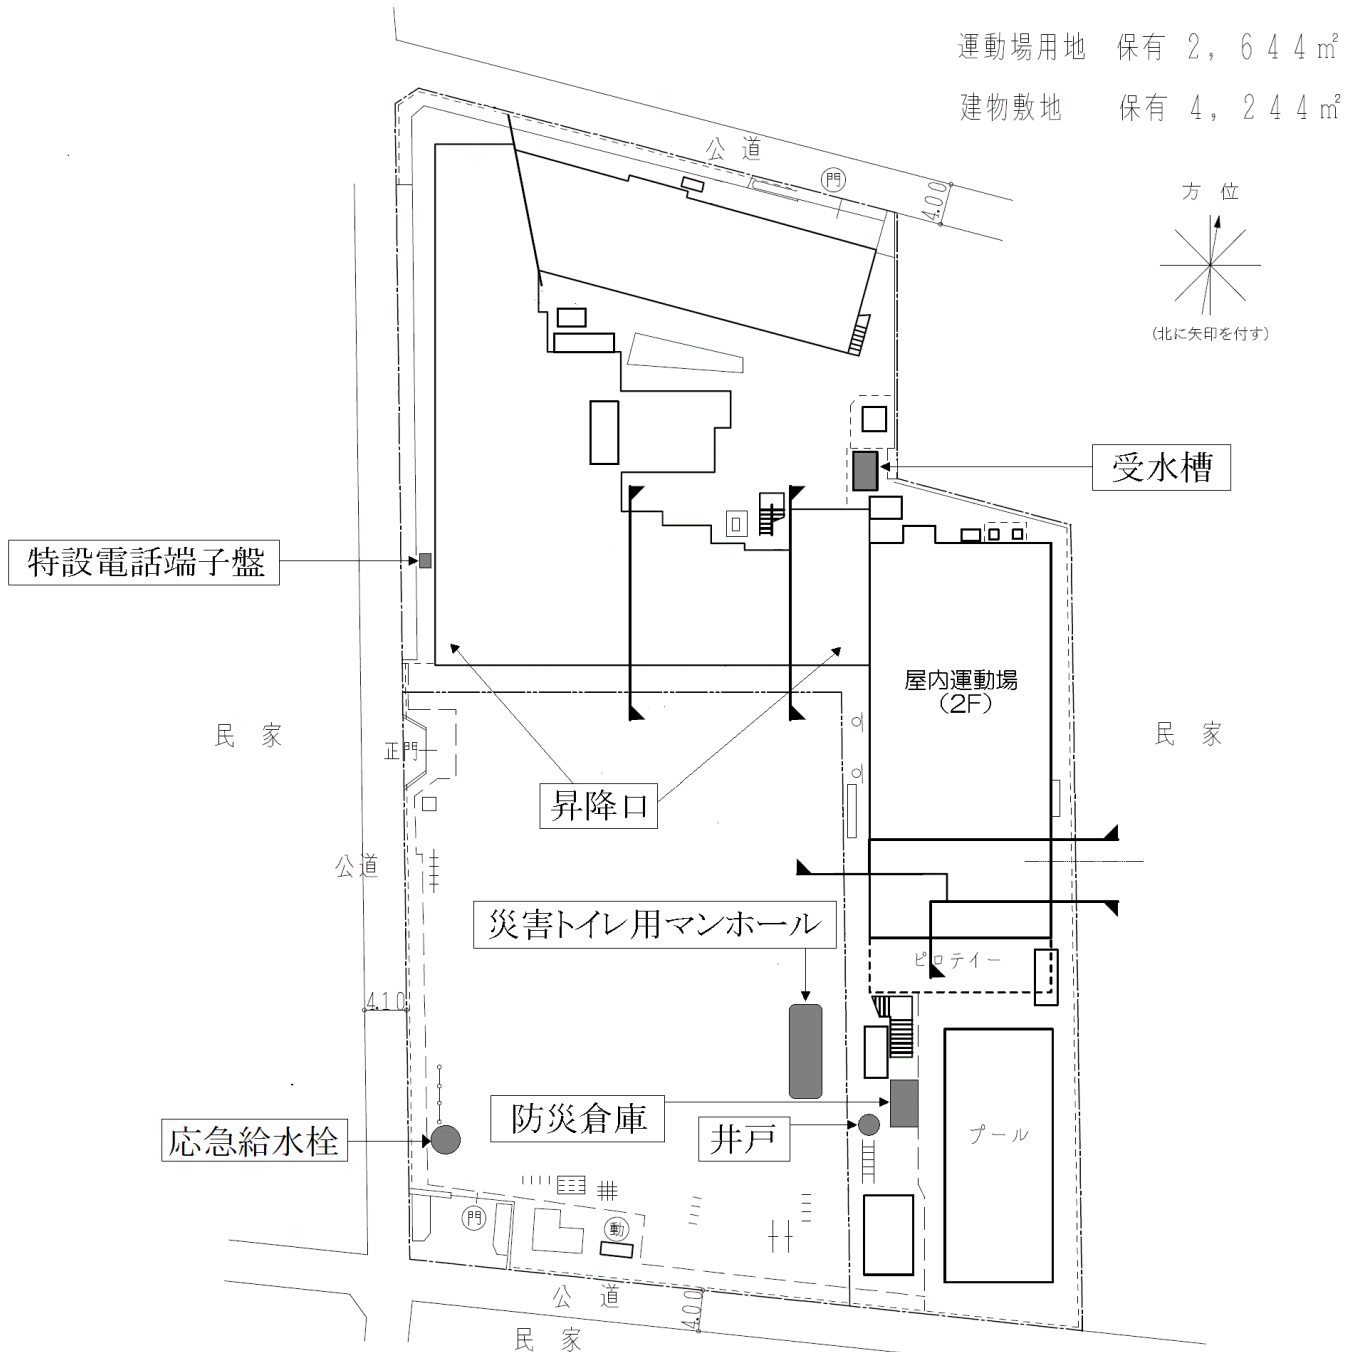 運動場用地 保有 2,644㎡
建物敷地 保有 4,244㎡
公道
門
4.00
方位
(北に矢印を付す)
受水槽
特設電話端子盤
屋内運動場
(2F)
民家
民家
正門
昇降口
公道
災害トイレ用マンホール
ピロテイー
4.10
防災倉庫
井戸
プール
応急給水栓
門
動
公道
4.00
民家